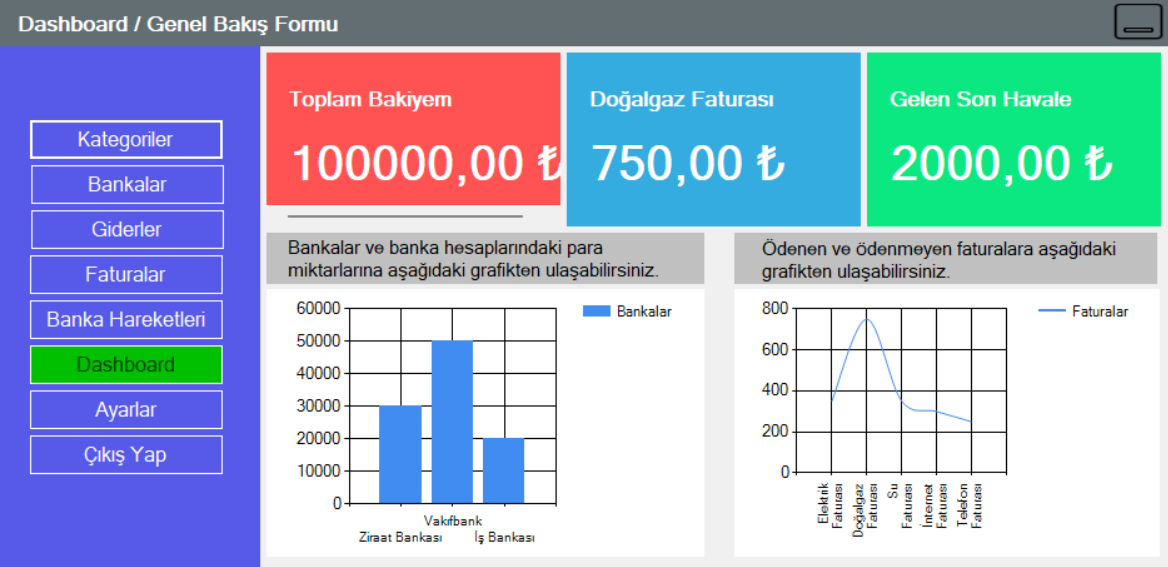 Dashboard / Genel Bakış Formu
Kategoriler
Bankalar
Giderler
Faturalar
Banka Hareketleri
Dashboard
Ayarlar
Çıkış Yap
Toplam Bakiyem
100000,00 ₺
Doğalgaz Faturası
750,00 ₺
Gelen Son Havale
2000,00 ₺
Bankalar ve banka hesaplarındaki para
miktarlarına aşağıdaki grafikten ulaşabilirsiniz.
60000
50000
40000
30000
20000
10000
0
Vakıfbank
Ziraat Bankası
İş Bankası
Bankalar
Ödenen ve ödenmeyen faturalara aşağıdaki
grafikten ulaşabilirsiniz.
800
600
400
200
0
Elektrik
Faturası
Doğalgaz
Faturası
Su
Faturası
İnternet
Faturası
Telefon
Faturası
Faturalar